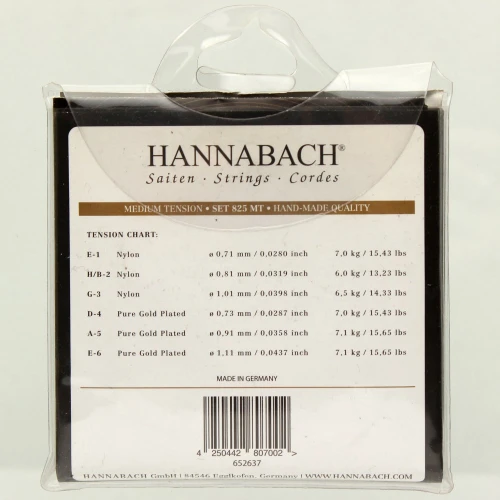 HANNABACH®
Saiten · Strings · Cordes
MEDIUM TENSION • SET 825 MT • HAND-MADE QUALITY
TENSION CHART:
E-1 Nylon ø 0,71 mm / 0,0280 inch 7,0 kg / 15,43 lbs
H/B-2 Nylon ø 0,81 mm / 0,0319 inch 6,0 kg / 13,23 lbs
G-3 Nylon ø 1,01 mm / 0,0398 inch 6,5 kg / 14,33 lbs
D-4 Pure Gold Plated ø 0,73 mm / 0,0287 inch 7,0 kg / 15,43 lbs
A-5 Pure Gold Plated ø 0,91 mm / 0,0358 inch 7,1 kg / 15,65 lbs
E-6 Pure Gold Plated ø 1,11 mm / 0,0437 inch 7,1 kg / 15,65 lbs
MADE IN GERMANY
4 250442 807002 >
652637
HANNABACH GmbH | 84546 Egglkofen, Germany | WWW.HANNABACH.COM